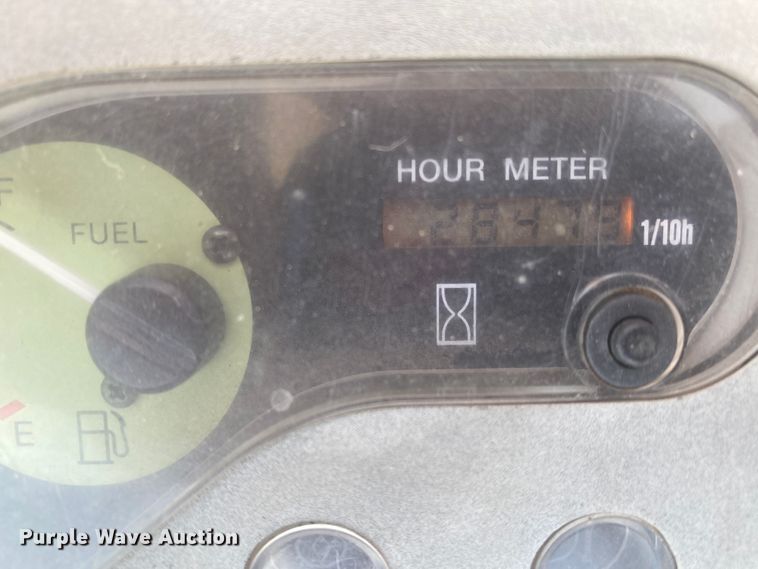 F
HOUR METER
FUEL
1/10h
E
Purple Wave Auction